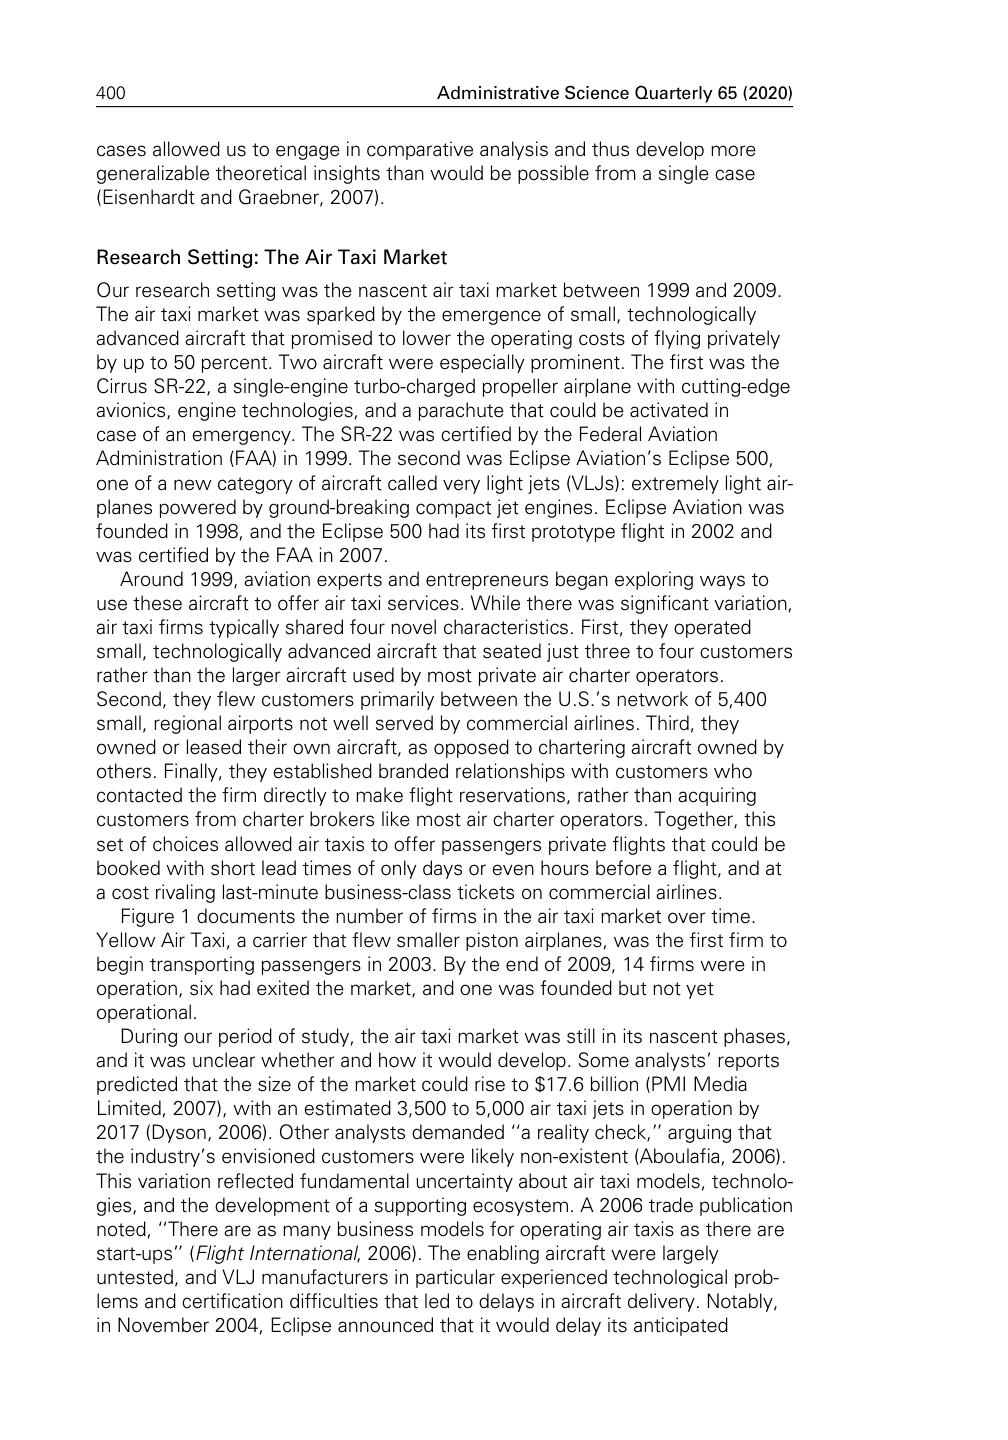 400
Administrative Science Quarterly 65 (2020)
cases allowed us to engage in comparative analysis and thus develop more
generalizable theoretical insights than would be possible from a single case
(Eisenhardt and Graebner, 2007).
Research Setting: The Air Taxi Market
Our research setting was the nascent air taxi market between 1999 and 2009.
The air taxi market was sparked by the emergence of small, technologically
advanced aircraft that promised to lower the operating costs of flying privately
by up to 50 percent. Two aircraft were especially prominent. The first was the
Cirrus SR-22, a single-engine turbo-charged propeller airplane with cutting-edge
avionics, engine technologies, and a parachute that could be activated in
case of an emergency. The SR-22 was certified by the Federal Aviation
Administration (FAA) in 1999. The second was Eclipse Aviation's Eclipse 500,
one of a new category of aircraft called very light jets (VLJs): extremely light air-
planes powered by ground-breaking compact jet engines. Eclipse Aviation was
founded in 1998, and the Eclipse 500 had its first prototype flight in 2002 and
was certified by the FAA in 2007.
Around 1999, aviation experts and entrepreneurs began exploring ways to
use these aircraft to offer air taxi services. While there was significant variation,
air taxi firms typically shared four novel characteristics. First, they operated
small, technologically advanced aircraft that seated just three to four customers
rather than the larger aircraft used by most private air charter operators.
Second, they flew customers primarily between the U.S.'s network of 5,400
small, regional airports not well served by commercial airlines. Third, they
owned or leased their own aircraft, as opposed to chartering aircraft owned by
others. Finally, they established branded relationships with customers who
contacted the firm directly to make flight reservations, rather than acquiring
customers from charter brokers like most air charter operators. Together, this
set of choices allowed air taxis to offer passengers private flights that could be
booked with short lead times of only days or even hours before a flight, and at
a cost rivaling last-minute business-class tickets on commercial airlines.
Figure 1 documents the number of firms in the air taxi market over time.
Yellow Air Taxi, a carrier that flew smaller piston airplanes, was the first firm to
begin transporting passengers in 2003. By the end of 2009, 14 firms were in
operation, six had exited the market, and one was founded but not yet
operational.
During our period of study, the air taxi market was still in its nascent phases,
and it was unclear whether and how it would develop. Some analysts' reports
predicted that the size of the market could rise to $17.6 billion (PMI Media
Limited, 2007), with an estimated 3,500 to 5,000 air taxi jets in operation by
2017 (Dyson, 2006). Other analysts demanded ''a reality check,'' arguing that
the industry's envisioned customers were likely non-existent (Aboulafia, 2006).
This variation reflected fundamental uncertainty about air taxi models, technolo-
gies, and the development of a supporting ecosystem. A 2006 trade publication
noted, ''There are as many business models for operating air taxis as there are
start-ups'' (Flight International, 2006). The enabling aircraft were largely
untested, and VLJ manufacturers in particular experienced technological prob-
lems and certification difficulties that led to delays in aircraft delivery. Notably,
in November 2004, Eclipse announced that it would delay its anticipated